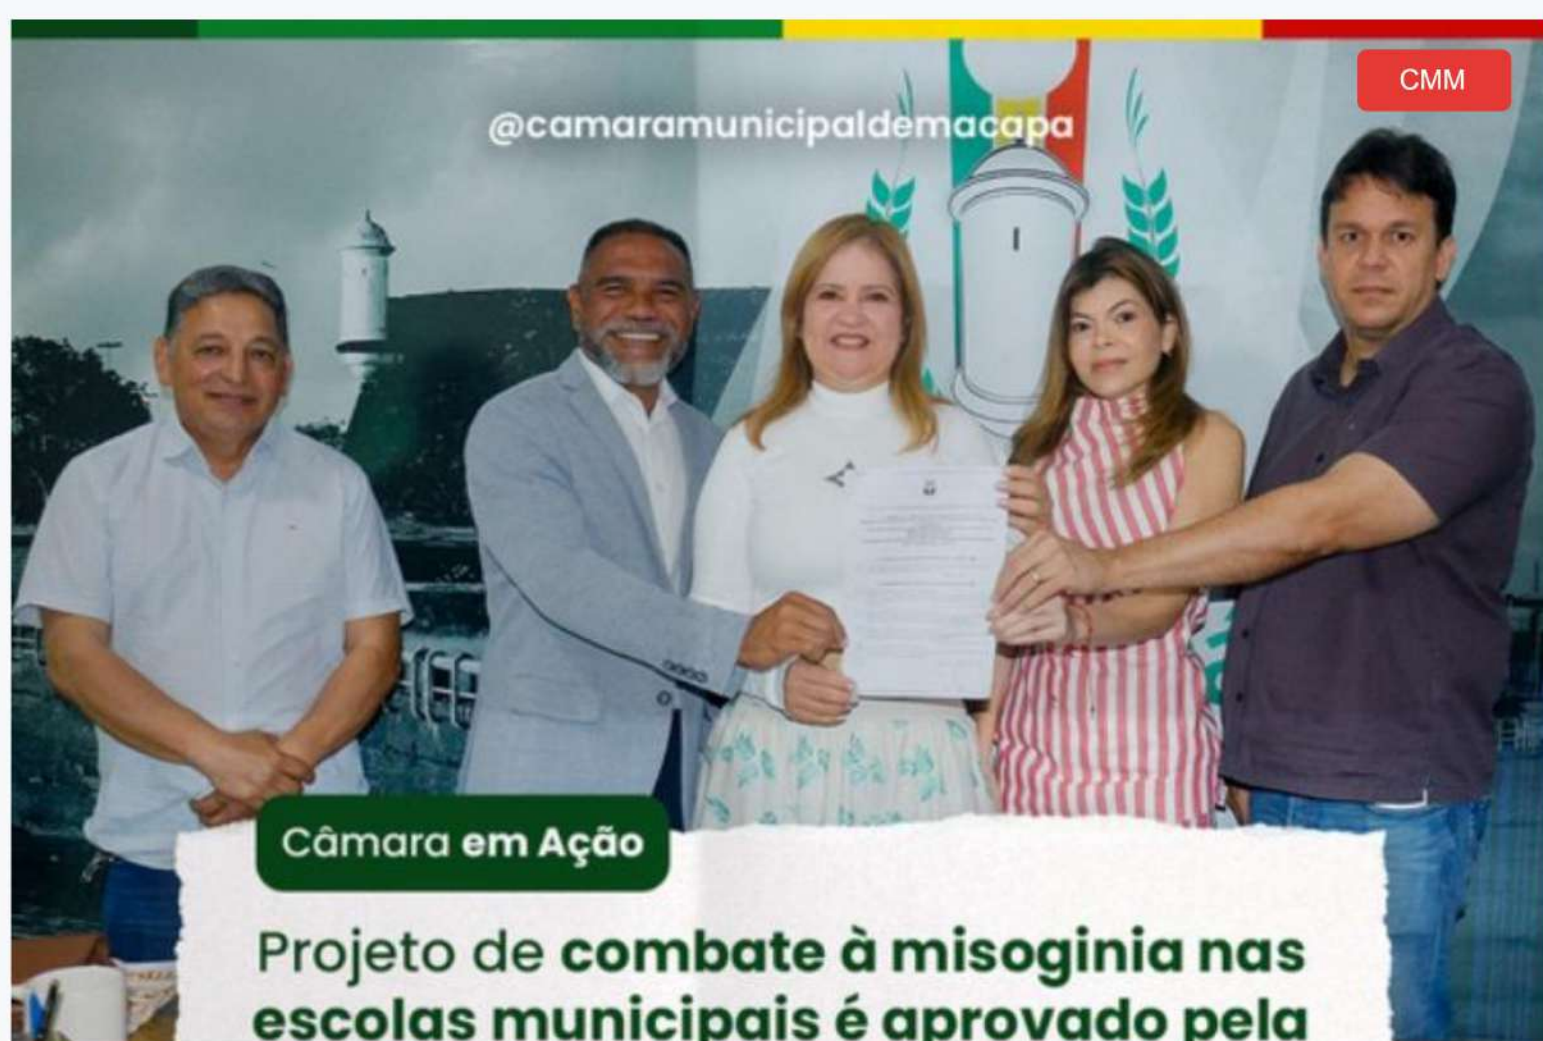 CMM
@camaramunicipaldemacapa
Câmara em Ação
Projeto de combate à misoginia nas
escolas municipais é aprovado pela